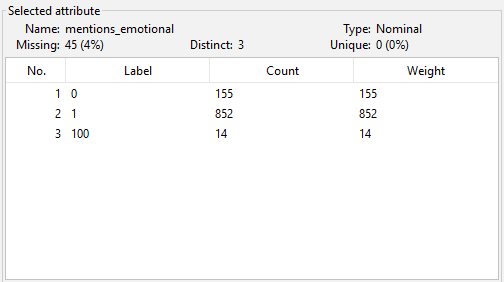 Selected attribute
Name: mentions_emotional Type: Nominal
Missing: 45 (4%) Distinct: 3 Unique: 0 (0%)
No. Label Count Weight
1 0 155 155
2 1 852 852
3 100 14 14